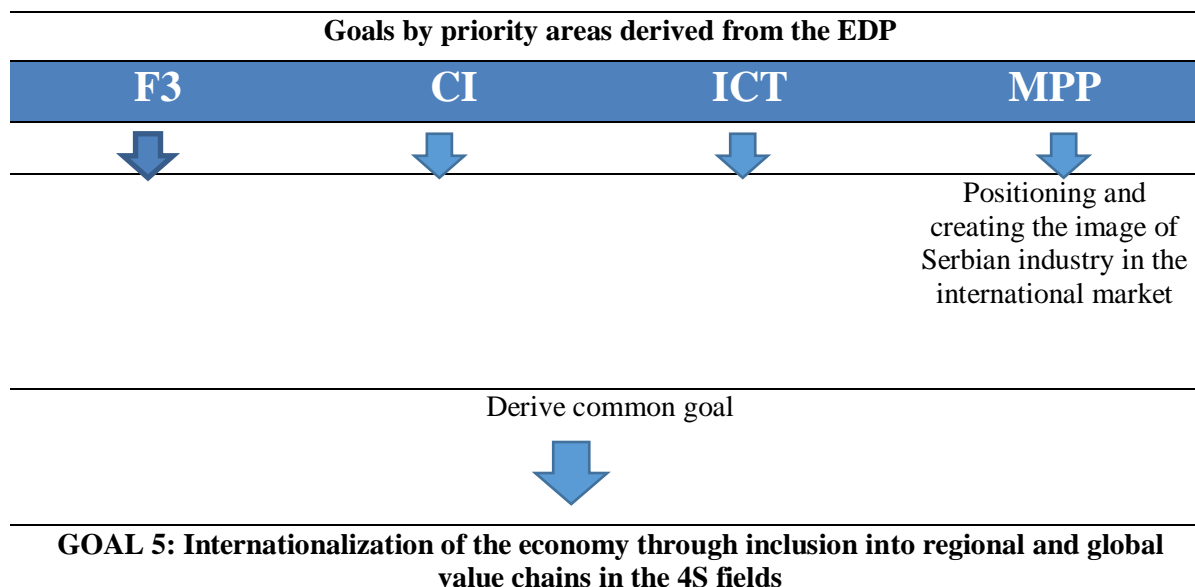 Goals by priority areas derived from the EDP
F3 CI ICT MPP
Positioning and
creating the image of
Serbian industry in the
international market
Derive common goal
GOAL 5: Internationalization of the economy through inclusion into regional and global
value chains in the 4S fields